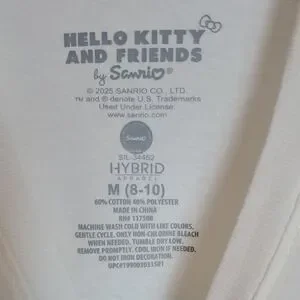 HELLO KITTY
AND FRIENDS
by Sanrio®
© 2025 SANRIO CO., LTD.
™ and ® denote U.S. Trademarks
Used Under License
www.sanrio.com
Sanrio
HYBRID
APPAREL
M (8-10)
60% COTTON 40% POLYESTER
MADE IN CHINA
MACHINE WASH COLD WITH LIKE COLORS,
GENTLE CYCLE. ONLY NON-CHLORINE BLEACH
WHEN NEEDED. TUMBLE DRY LOW.
REMOVE PROMPTLY. COOL IRON IF NEEDED.
DO NOT IRON DECORATION.